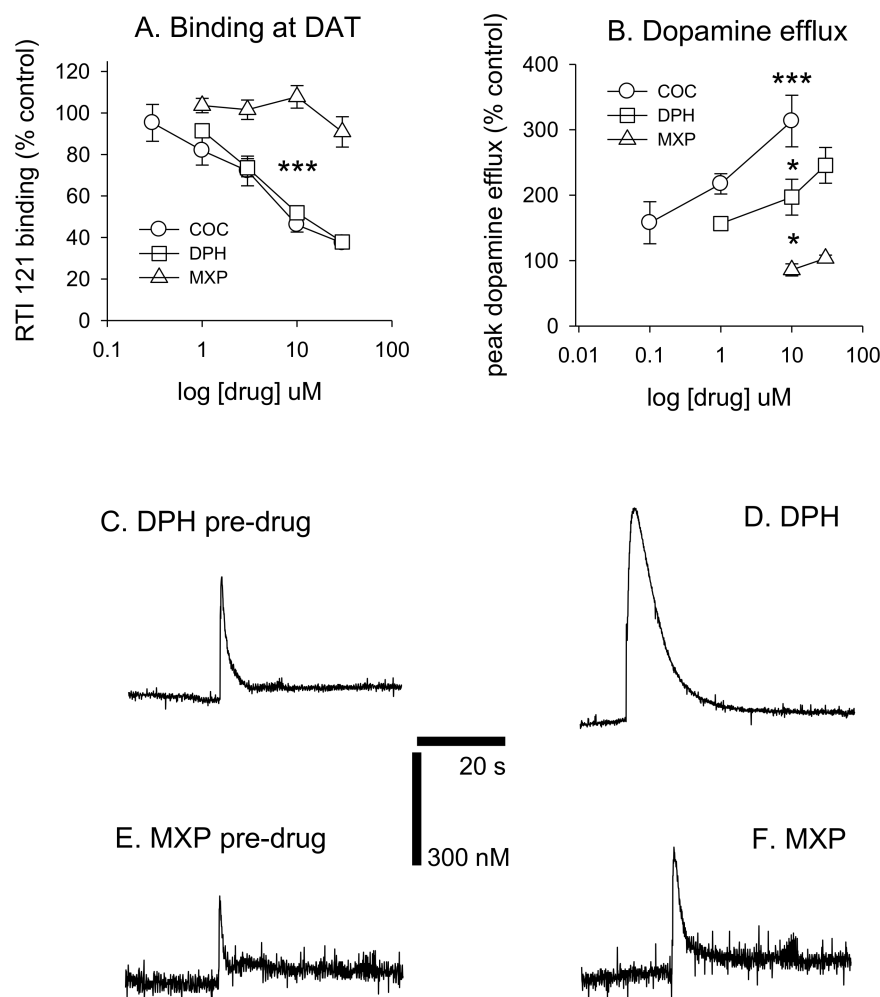 A. Binding at DAT
RTI 121 binding (% control)
120
100
80
60
40
20
0
***
COC
DPH
MXP
0.1 1 10 100
log [drug] uM
B. Dopamine efflux
peak dopamine efflux (% control)
400
300
200
100
0
COC
DPH
MXP
***
*
*
0.01 0.1 1 10 100
log [drug] uM
C. DPH pre-drug
D. DPH
20 s
300 nM
E. MXP pre-drug
F. MXP